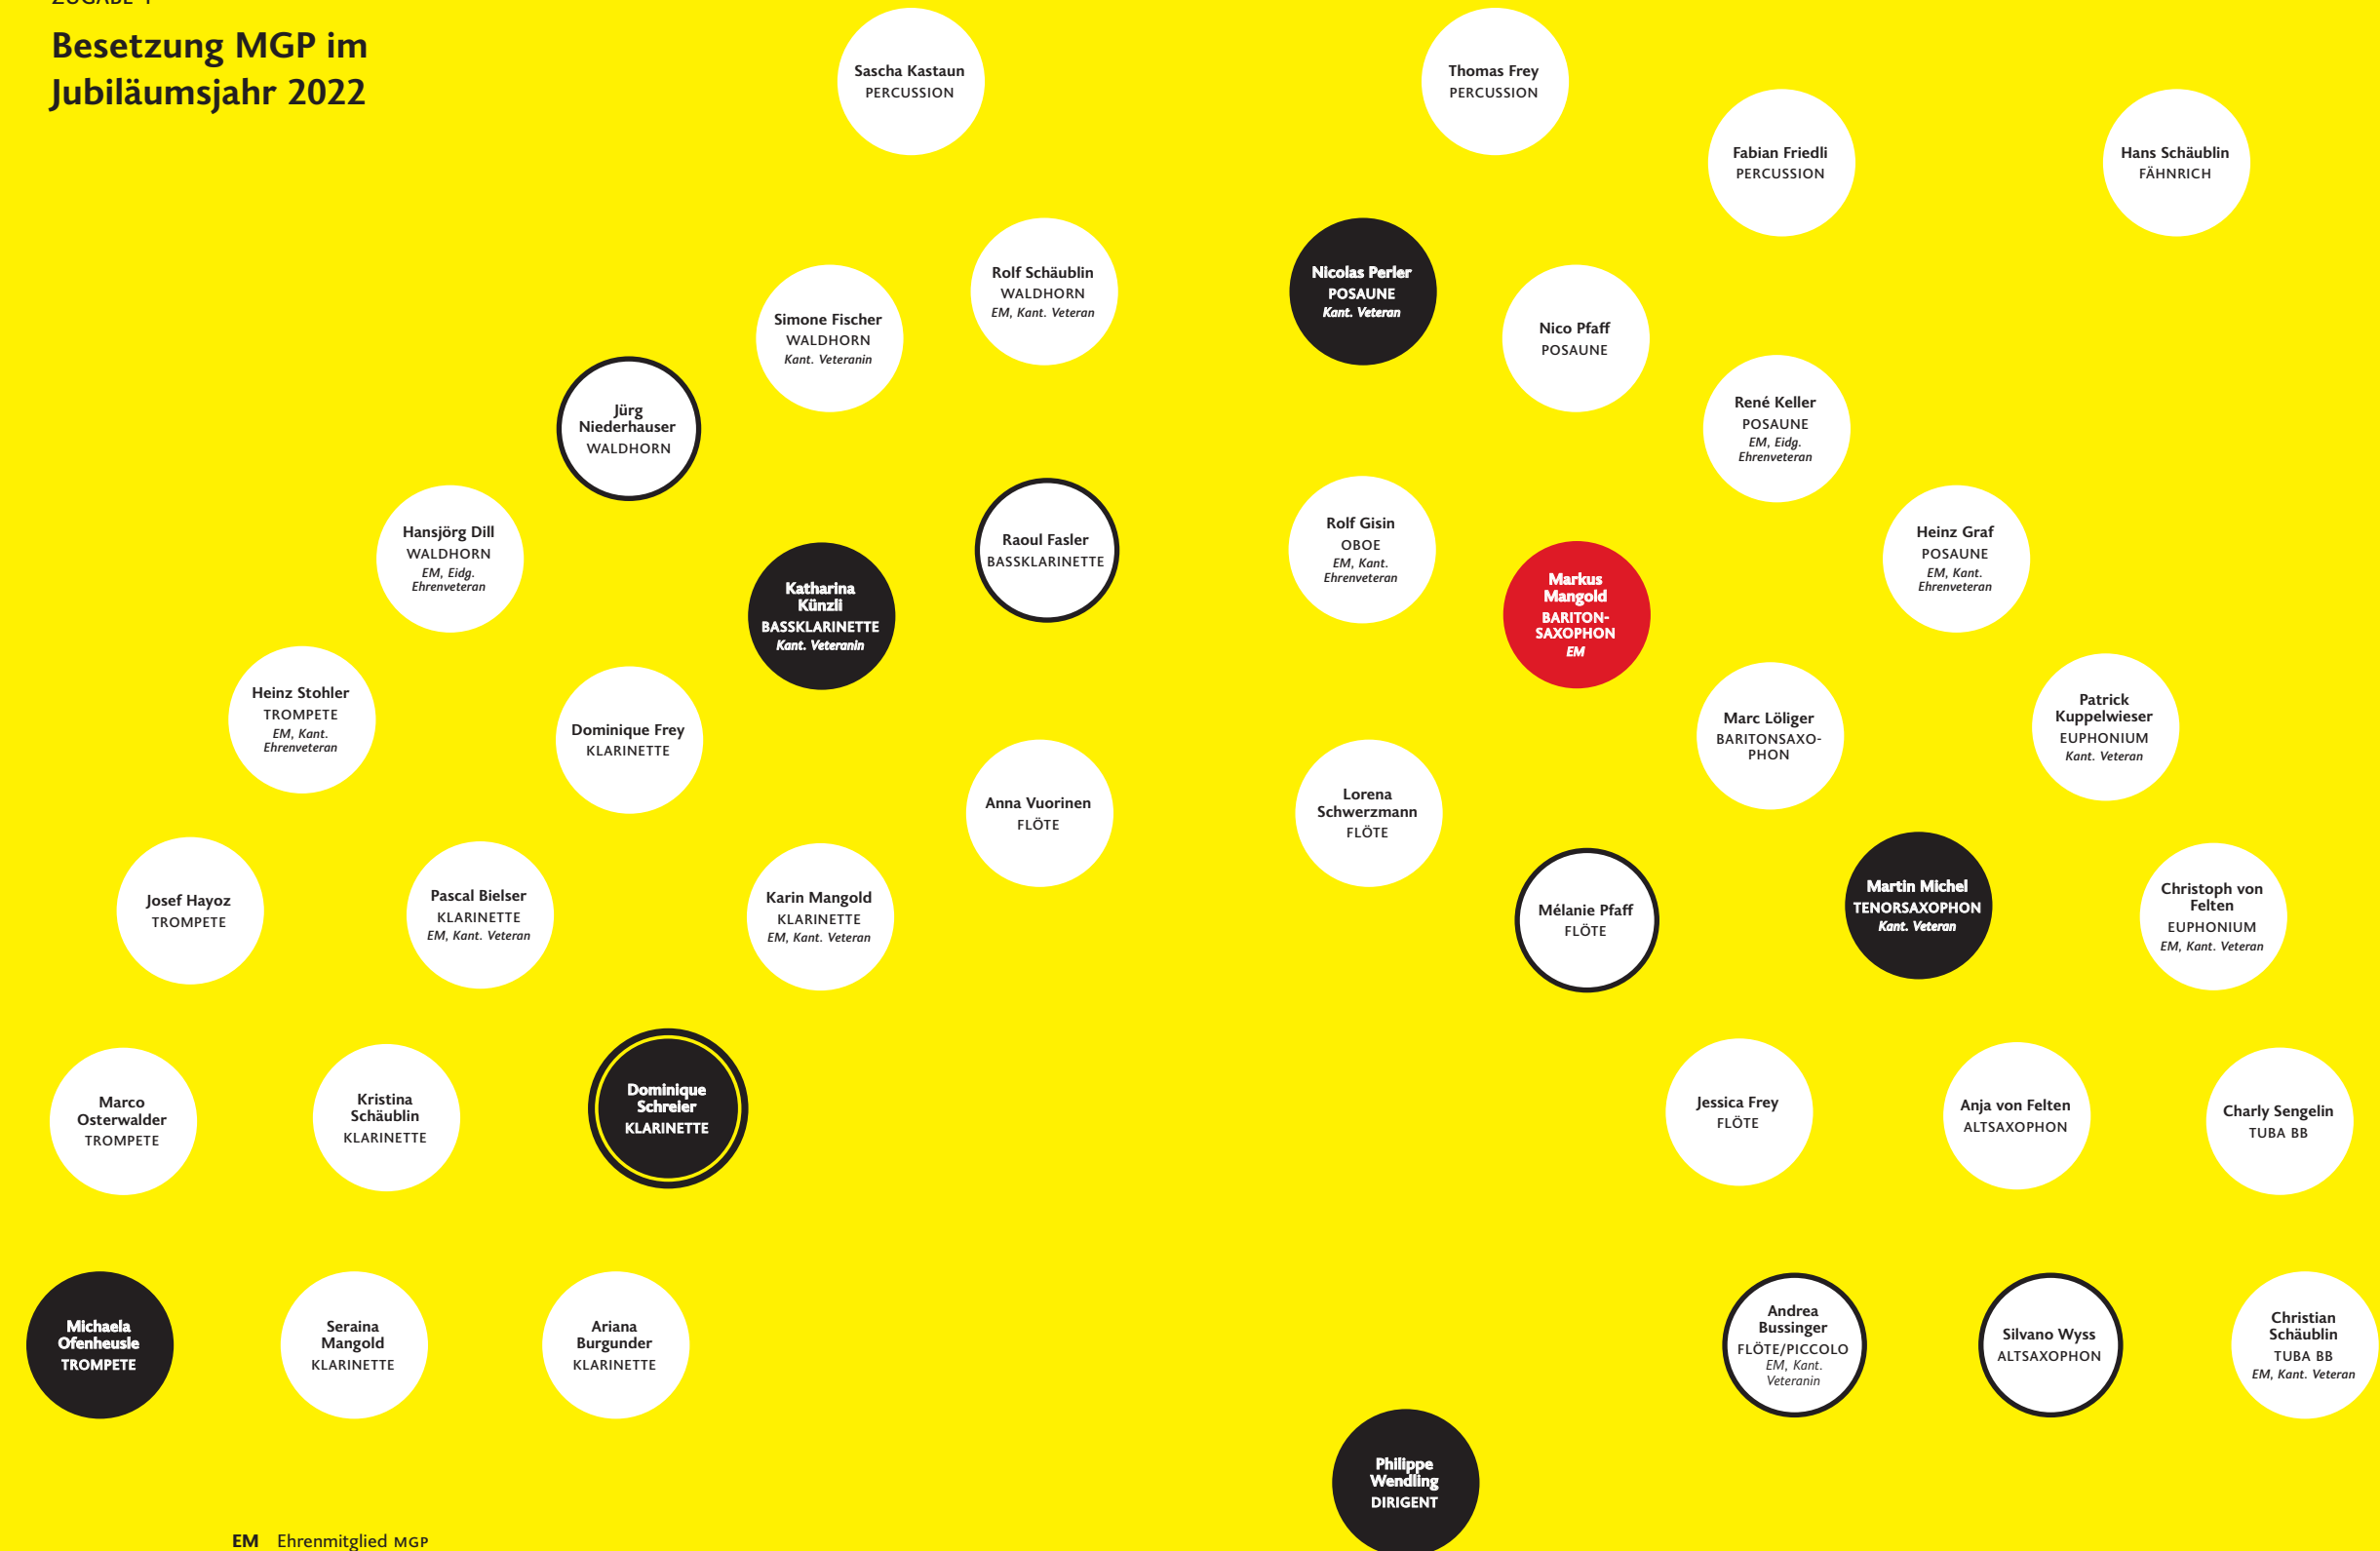 ZUGABE
Besetzung MGP im
Jubiläumsjahr 2022
Sascha Kastaun
PERCUSSION
Thomas Frey
PERCUSSION
Fabian Friedli
PERCUSSION
Hans Schäublin
FÄHNRICH
Rolf Schäublin
WALDHORN
EM, Kant. Veteran
Nicolas Perler
POSAUNE
Kant. Veteran
Simone Fischer
WALDHORN
Kant. Veteranin
Nico Pfaff
POSAUNE
Jürg
Niederhauser
WALDHORN
René Keller
POSAUNE
EM, Eidg.
Ehrenveteran
Hansjörg Dill
WALDHORN
EM, Eidg.
Ehrenveteran
Raoul Fasler
BASSKLARINETTE
Rolf Gisin
OBOE
EM, Kant.
Ehrenveteran
Heinz Graf
POSAUNE
EM, Kant.
Ehrenveteran
Katharina
Künzli
BASSKLARINETTE
Kant. Veteranin
Markus
Mangold
BARITON-
SAXOPHON
EM
Heinz Stohler
TROMPETE
EM, Kant.
Ehrenveteran
Dominique Frey
KLARINETTE
Marc Löliger
BARITONSAXO-
PHON
Patrick
Kuppelwieser
EUPHONIUM
Kant. Veteran
Anna Vuorinen
FLÖTE
Lorena
Schwerzmann
FLÖTE
Josef Hayoz
TROMPETE
Pascal Bielser
KLARINETTE
EM, Kant. Veteran
Karin Mangold
KLARINETTE
EM, Kant. Veteran
Mélanie Pfaff
FLÖTE
Martin Michel
TENORSAXOPHON
Kant. Veteran
Christoph von
Felten
EUPHONIUM
EM, Kant. Veteran
Marco
Osterwalder
TROMPETE
Kristina
Schäublin
KLARINETTE
Dominique
Schreier
KLARINETTE
Jessica Frey
FLÖTE
Anja von Felten
ALTSAXOPHON
Charly Sengelin
TUBA BB
Michaela
Ofenheusle
TROMPETE
Seraina
Mangold
KLARINETTE
Ariana
Burgunder
KLARINETTE
Andrea
Bussinger
FLÖTE/PICCOLO
EM, Kant.
Veteranin
Silvano Wyss
ALTSAXOPHON
Christian
Schäublin
TUBA BB
EM, Kant. Veteran
Philippe
Wendling
DIRIGENT
EM Ehrenmitglied MGP